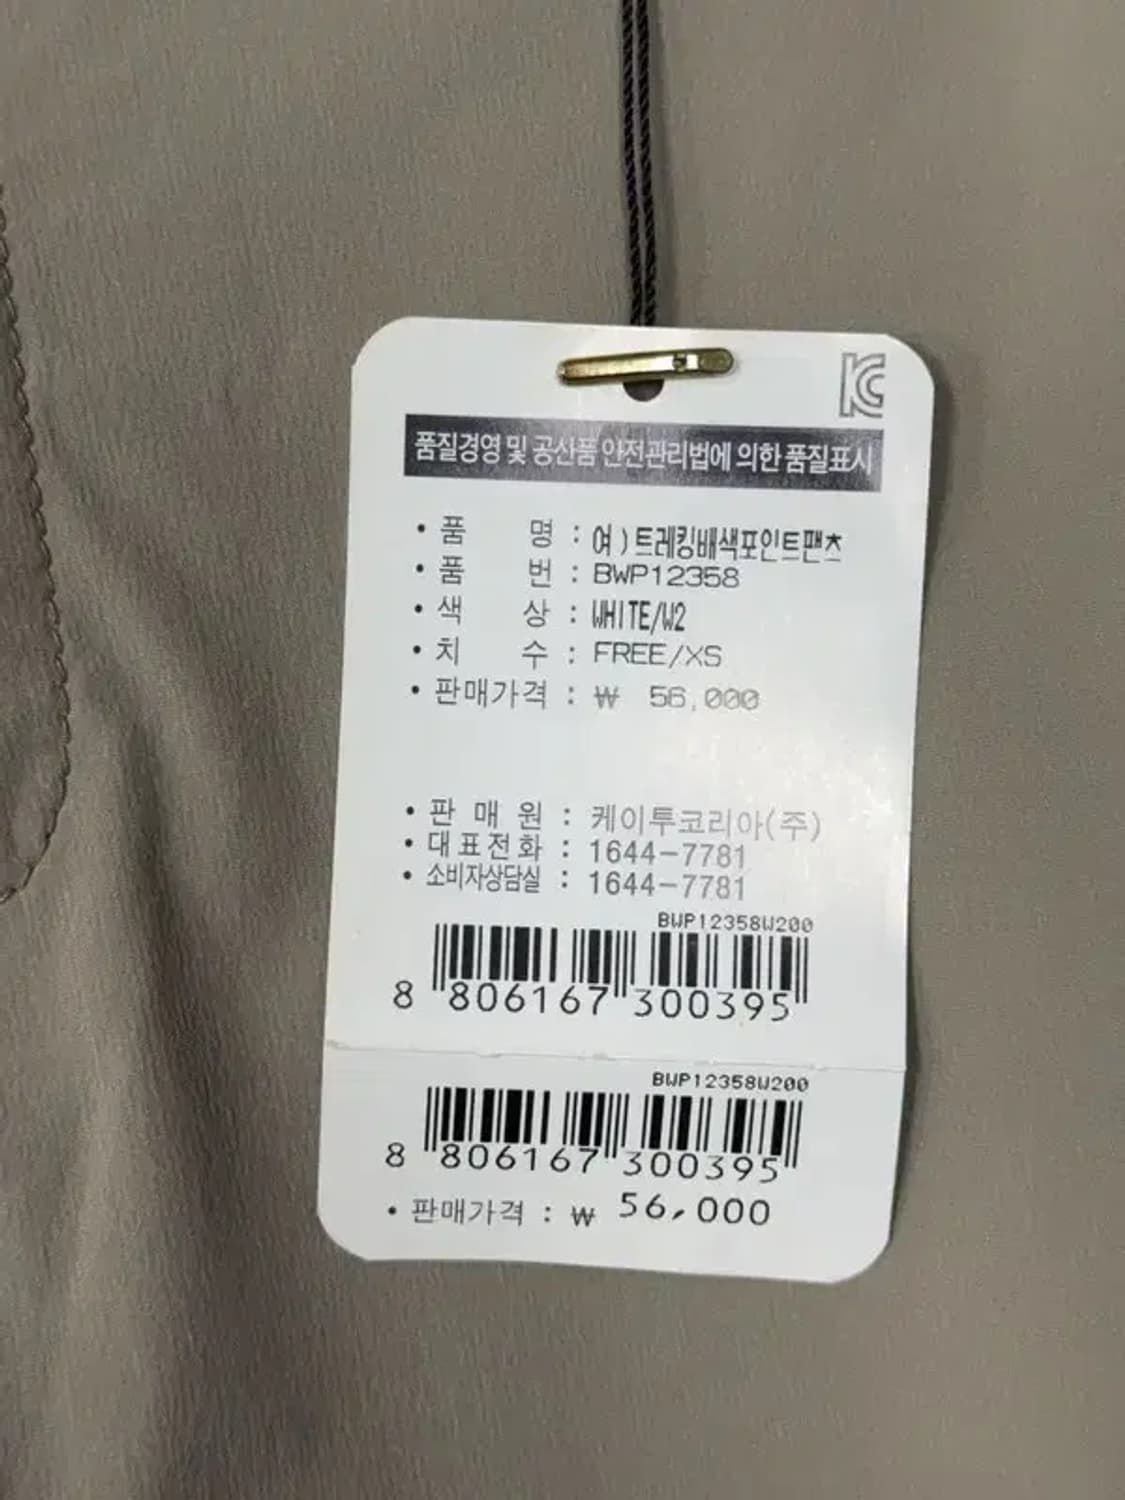 KC
품질경영 및 공산품 안전관리법에 의한 품질표시
• 품 명 : 여)트레킹배색포인트팬츠
• 품 번 : BWP12358
• 색 상 : WHITE/W2
• 치 수 : FREE/XS
• 판매가격 : ₩ 56,000
• 판 매 원 : 케이투코리아(주)
• 대표전화 : 1644-7781
• 소비자상담실 : 1644-7781
BWP12358W200
8 806167 300395
BWP12358W200
8 806167 300395
• 판매가격 : ₩ 56,000